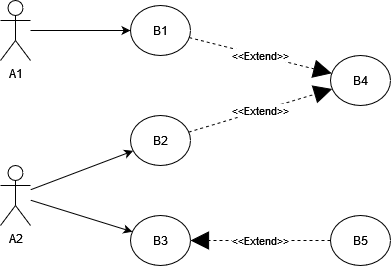 B1
A1
<<Extend>>
B4
<<Extend>>
B2
A2
B3
<<Extend>>
B5